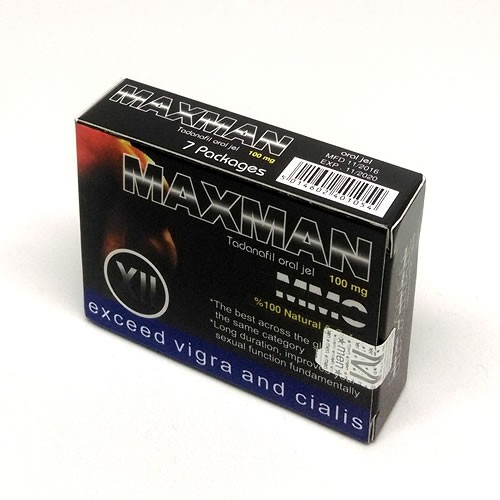 MAXMAN
Tadanafil oral jel 100 mg
7 Packages
oral jel
MFD 11/2016
EXP. 11/2020
5014602401054
MAXMAN
Tadanafil oral jel 100 mg
MMC
%100 Natural
XII
*The best across the
the same category
*Long duration,
sexual function fundamentally
exceed vigra and cialis
men